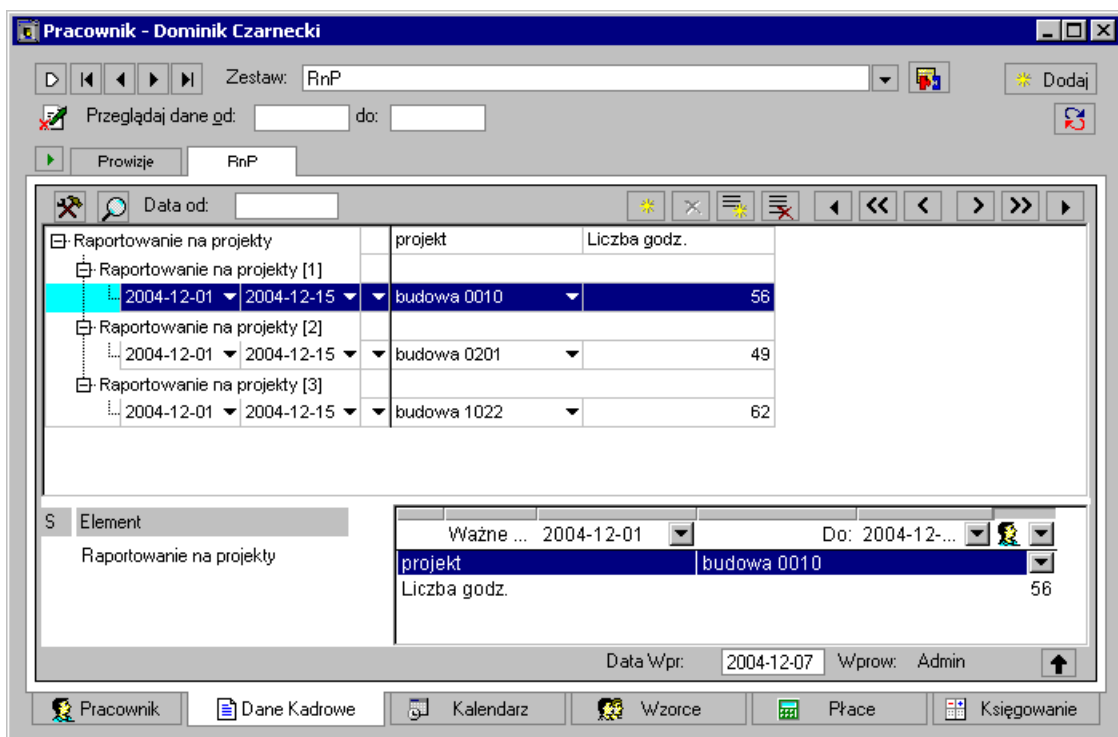 Pracownik - Dominik Czarnecki
Zestaw: RnP Dodaj
Przeglądaj dane od: do:
Prowizje RnP
Data od:
Raportowanie na projekty projekt Liczba godz.
Raportowanie na projekty [1]
2004-12-01 2004-12-15 budowa 0010 56
Raportowanie na projekty [2]
2004-12-01 2004-12-15 budowa 0201 49
Raportowanie na projekty [3]
2004-12-01 2004-12-15 budowa 1022 62
S Element
Raportowanie na projekty
Ważne ... 2004-12-01 Do: 2004-12-...
projekt budowa 0010
Liczba godz. 56
Data Wpr: 2004-12-07 Wprow: Admin
Pracownik Dane Kadrowe Kalendarz Wzorce Płace Księgowanie